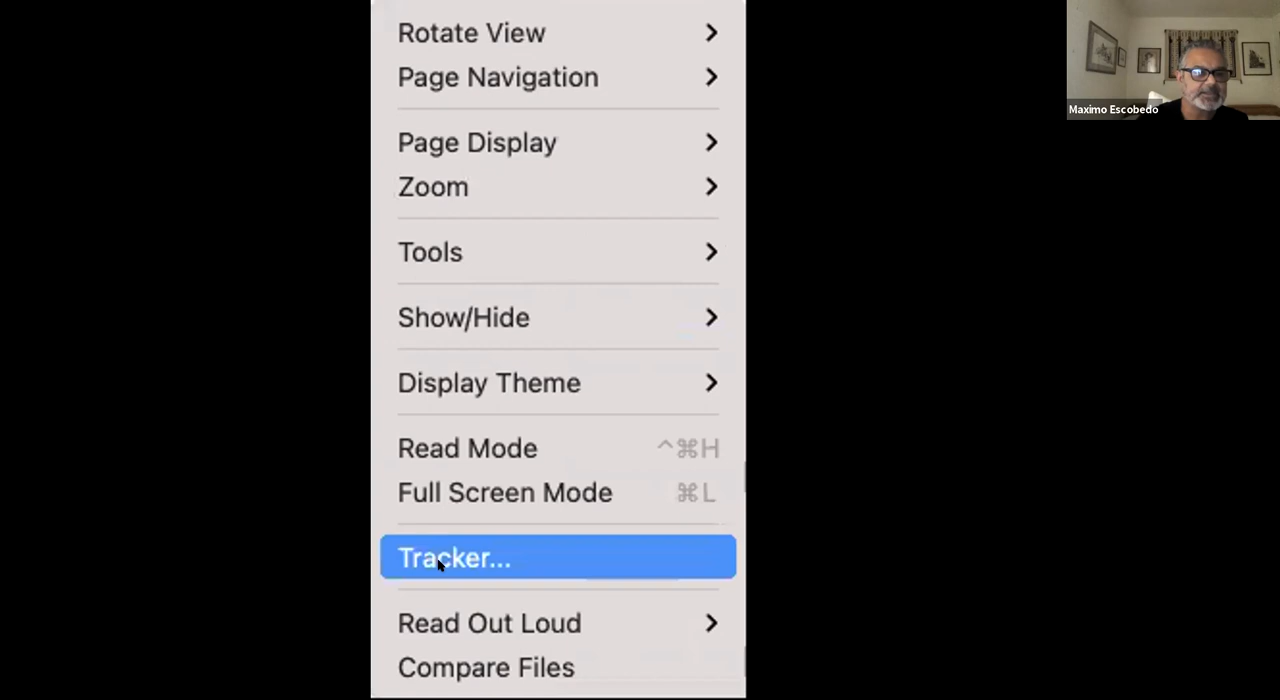 Rotate View
Page Navigation
Page Display
Zoom
Tools
Show/Hide
Display Theme
Read Mode ^⌘H
Full Screen Mode ⌘L
Tracker...
Read Out Loud
Compare Files
Maximo Escobedo